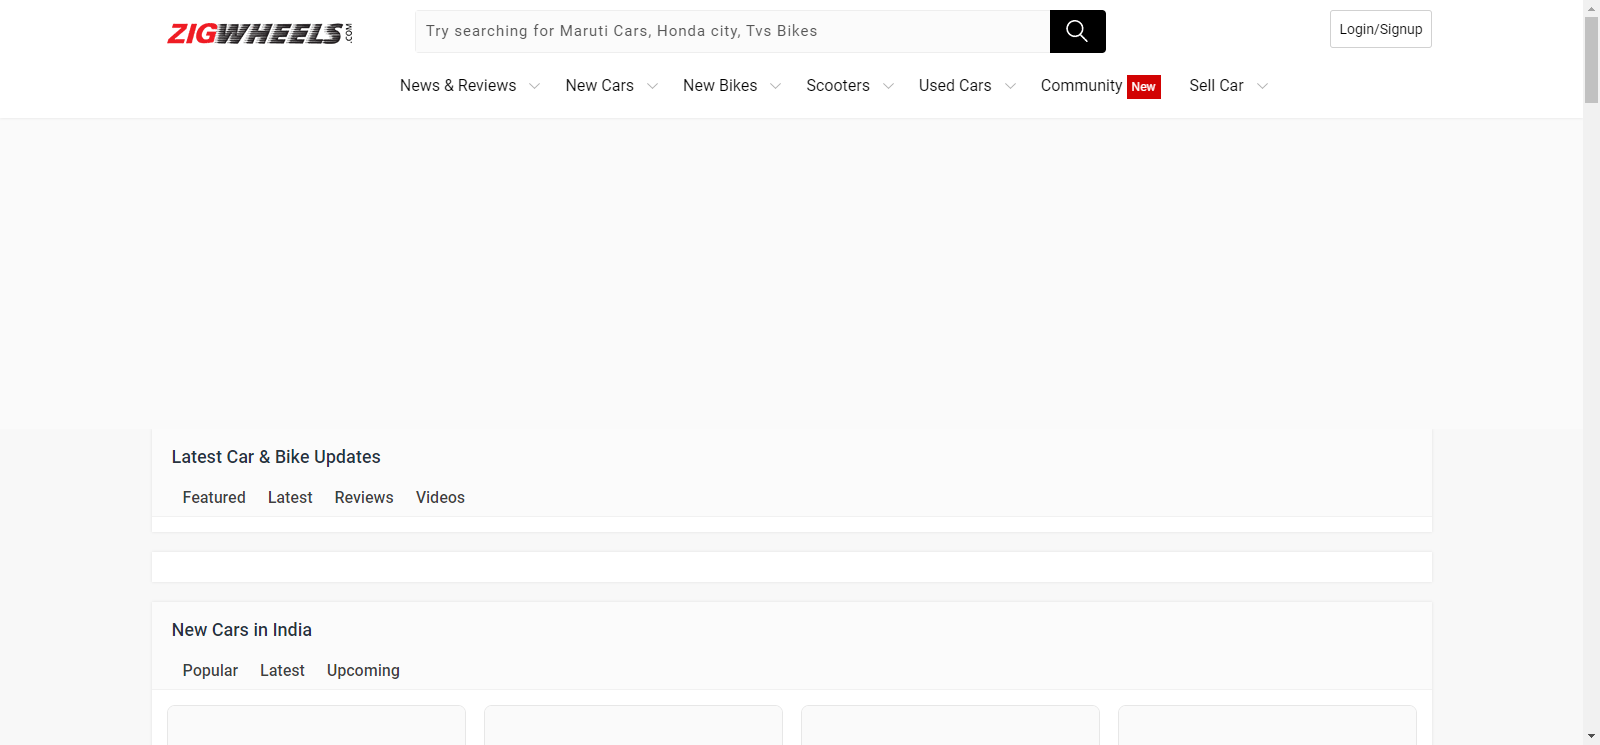 ZIGWHEELS.COM
Try searching for Maruti Cars, Honda city, Tvs Bikes
Login/Signup
News & Reviews New Cars New Bikes Scooters Used Cars Community New Sell Car
Latest Car & Bike Updates
Featured Latest Reviews Videos
New Cars in India
Popular Latest Upcoming